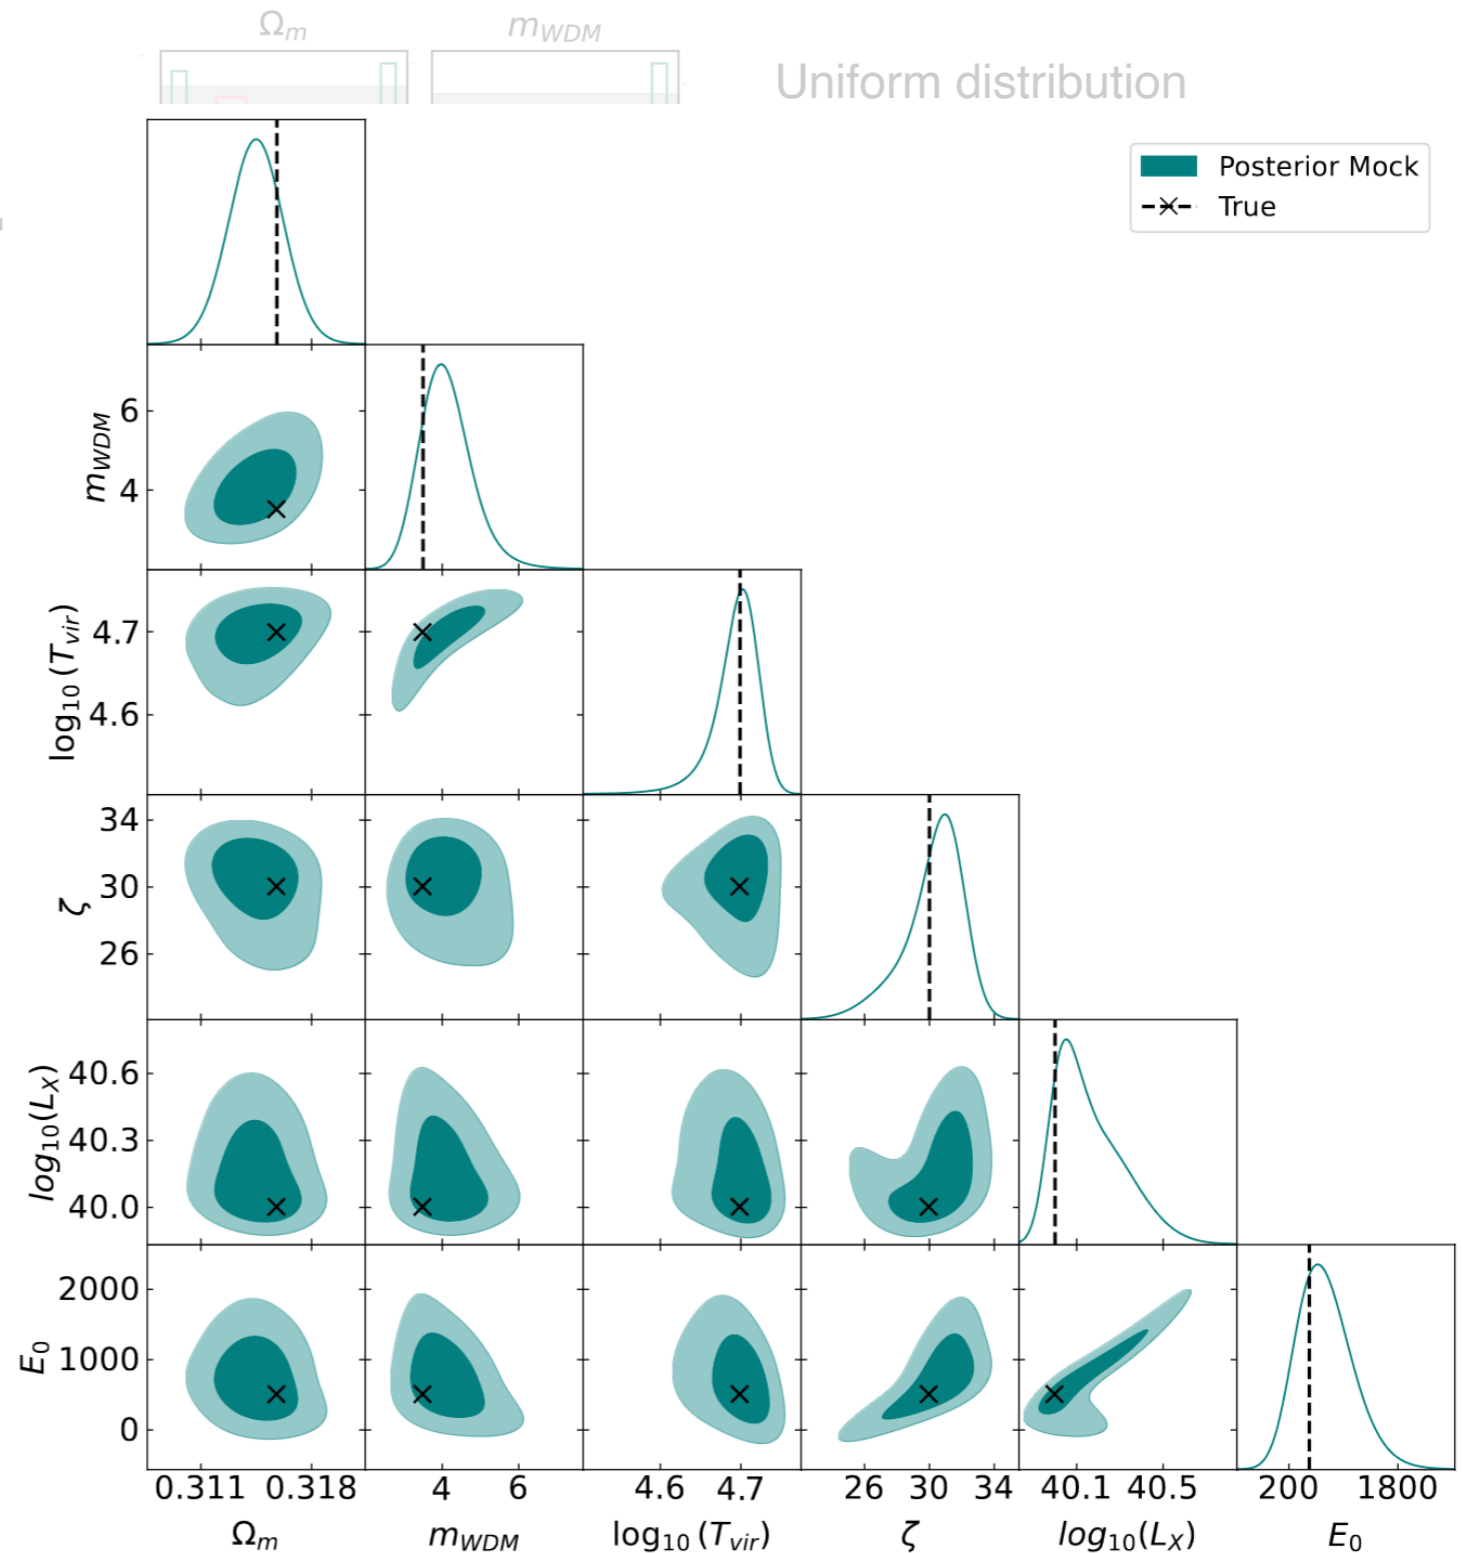 Ωm mWDM
Uniform distribution
Posterior Mock
True
mWDM
6
4
log10 (Tvir)
4.7
4.6
ζ
34
30
26
log10(LX)
40.6
40.3
40.0
E0
2000
1000
0
0.311 0.318 4 6 4.6 4.7 26 30 34 40.1 40.5 200 1800
Ωm mWDM log10 (Tvir) ζ log10(LX) E0